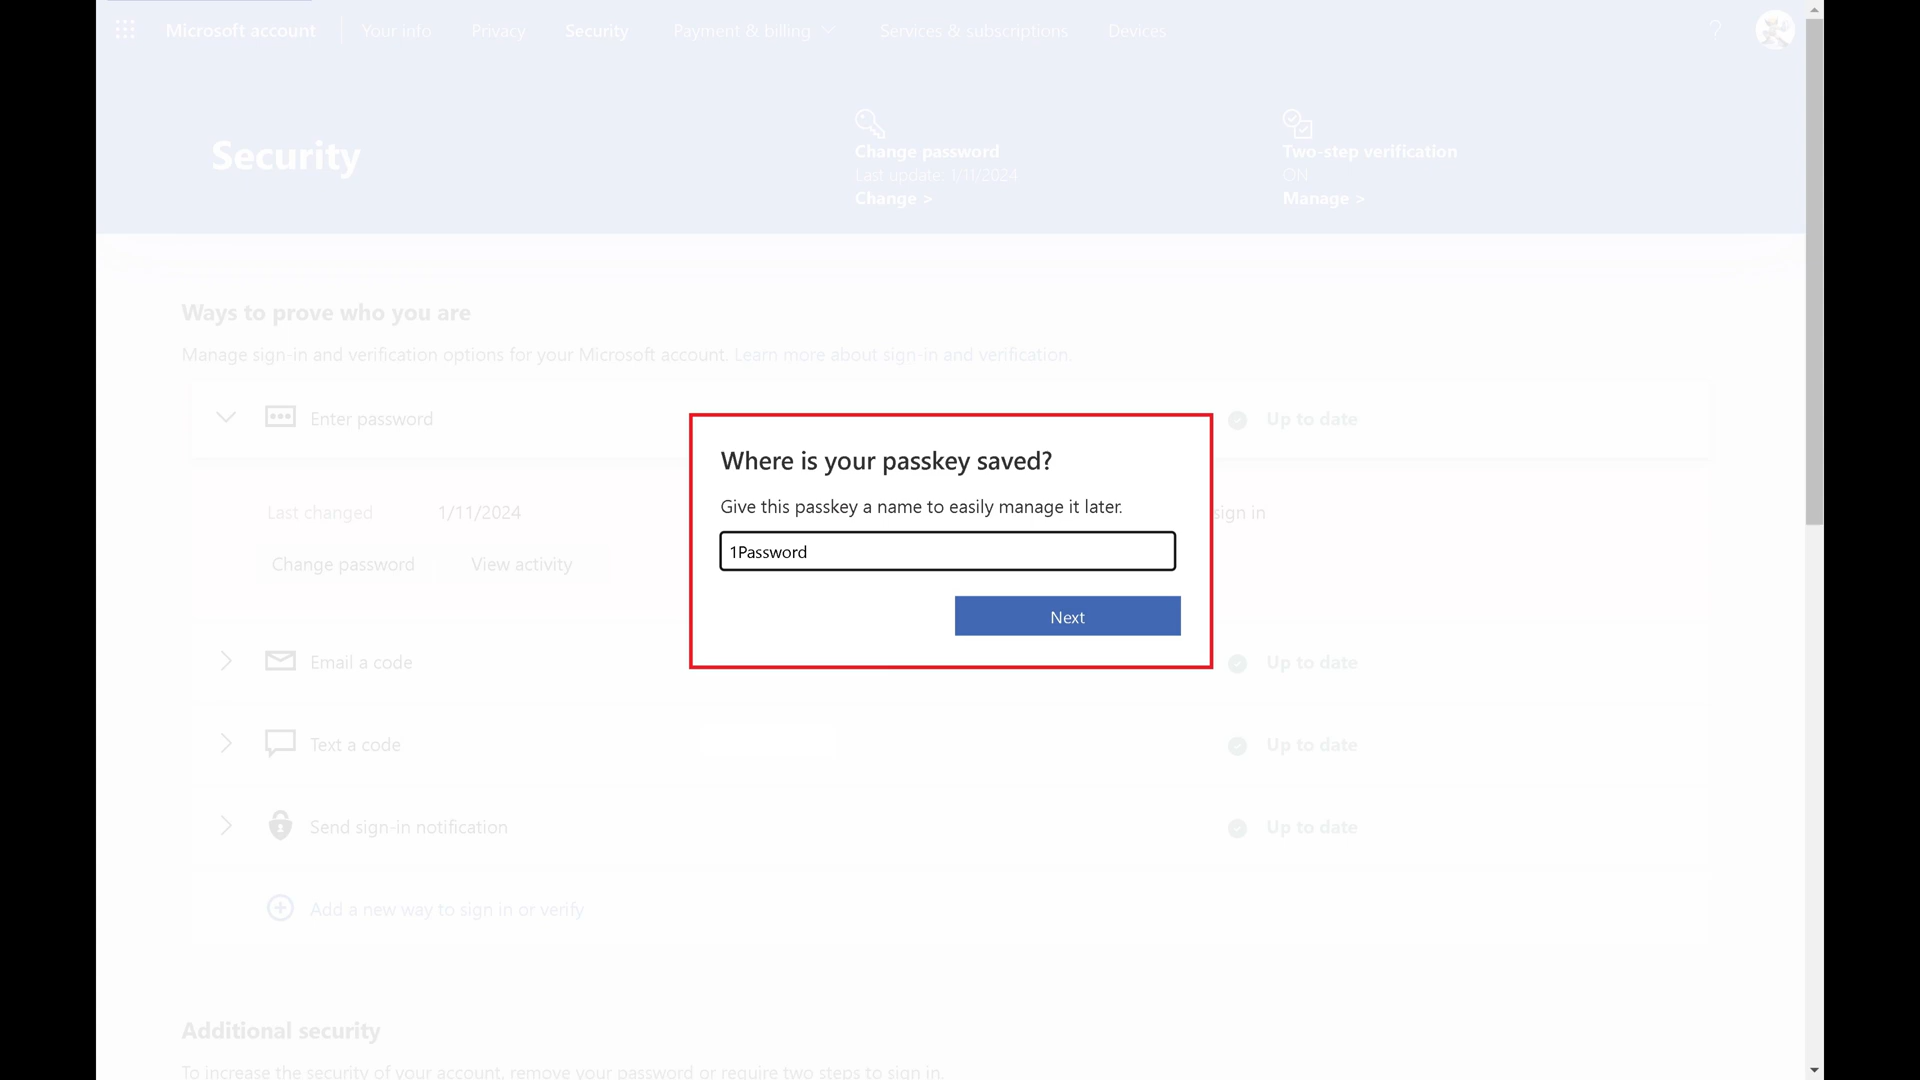 Microsoft account Your info Privacy Security Payment & billing Services & subscriptions Devices ?
Security
Change password
Last update: 1/11/2024
Change >
Two-step verification
ON
Manage >
Ways to prove who you are
Manage sign-in and verification options for your Microsoft account. Learn more about sign-in and verification.
Enter password Up to date
Last changed 1/11/2024 sign in
Change password View activity
Where is your passkey saved?
Give this passkey a name to easily manage it later.
1Password
Next
Email a code Up to date
Text a code Up to date
Send sign-in notification Up to date
Add a new way to sign in or verify
Additional security
To increase the security of your account, remove your password or require two steps to sign in.